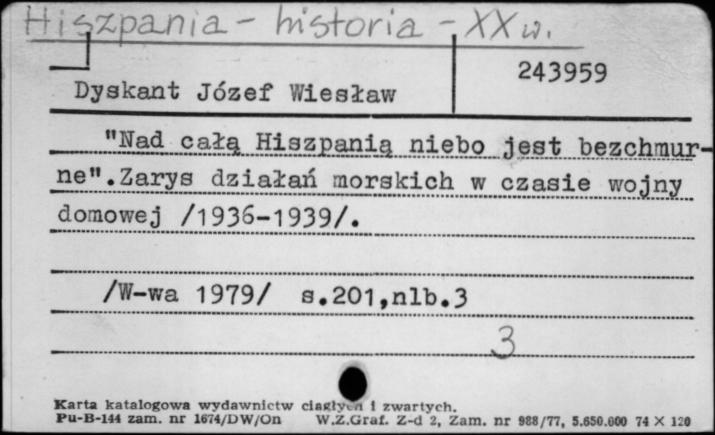 Hiszpania - historia - XX w.
243959
Dyskant Józef Wiesław
"Nad całą Hiszpanią niebo jest bezchmur-
ne".Zarys działań morskich w czasie wojny
domowej /1936-1939/.
/W-wa 1979/ s.201,nlb.3
3
Karta katalogowa wydawnictw ciągłych i zwartych.
Pu-B-144 zam. nr 1674/DW/On W.Z.Graf. Z-d 2, Zam. nr 988/77, 5.650.000 74 × 120